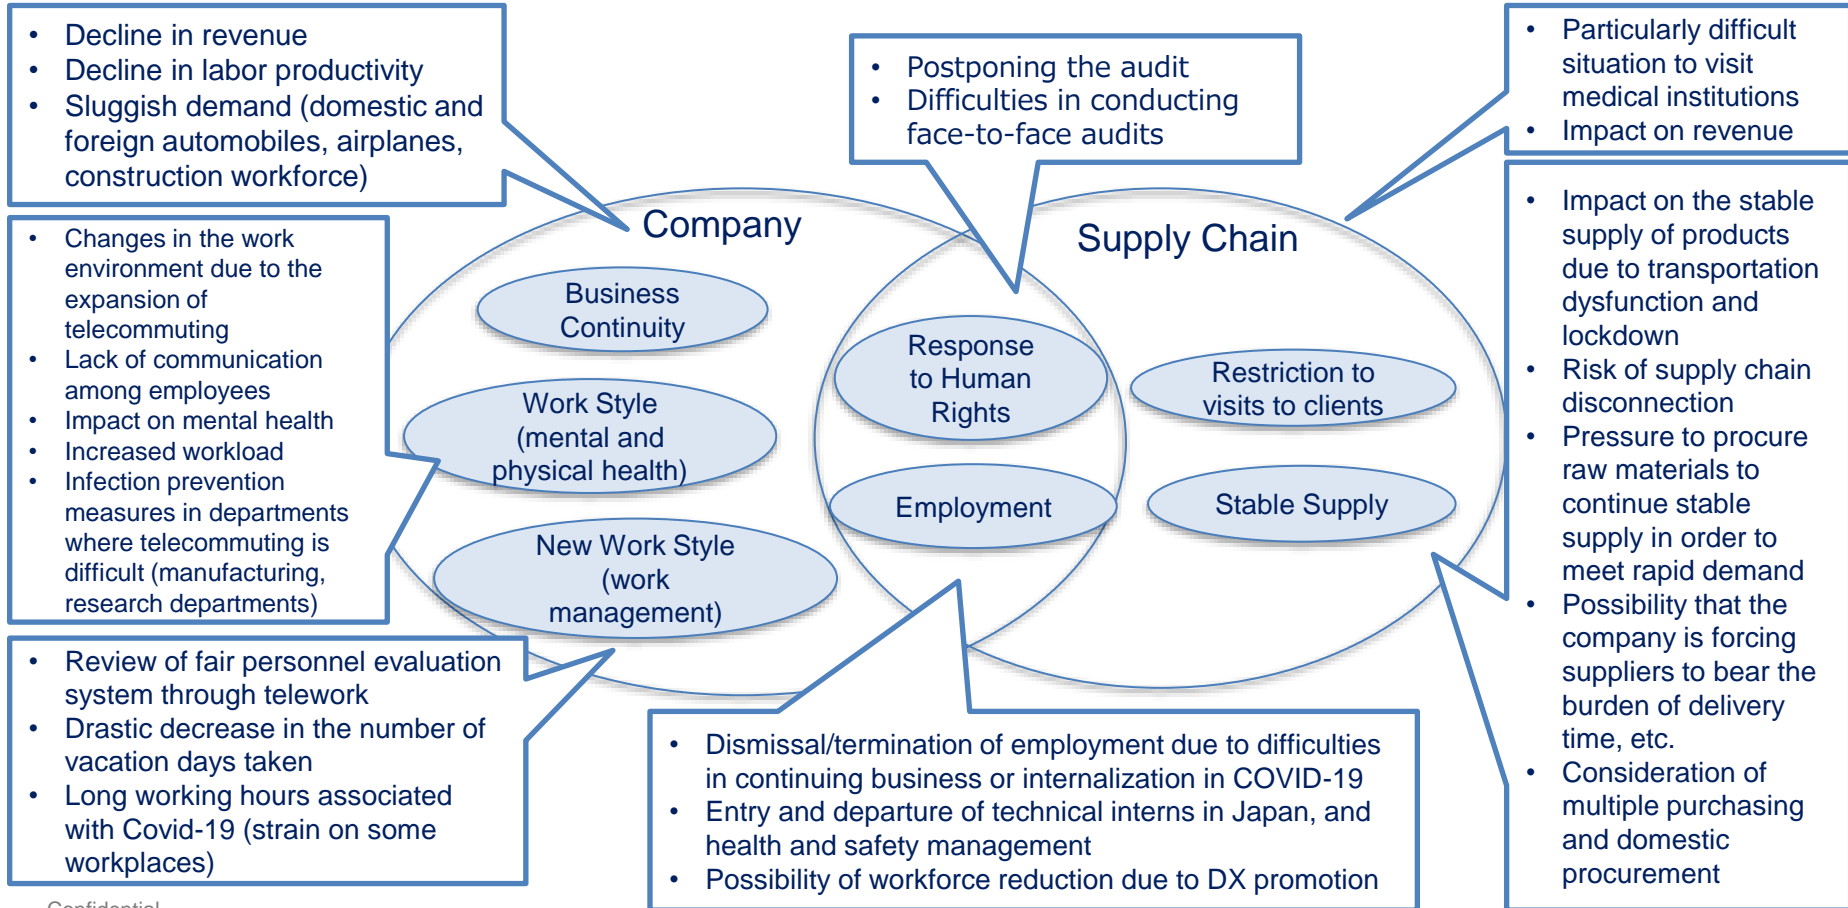 • Decline in revenue
• Decline in labor productivity
• Sluggish demand (domestic and
foreign automobiles, airplanes,
construction workforce)
• Postponing the audit
• Difficulties in conducting
face-to-face audits
• Particularly difficult
situation to visit
medical institutions
• Impact on revenue
• Changes in the work
environment due to the
expansion of
telecommuting
• Lack of communication
among employees
• Impact on mental health
• Increased workload
• Infection prevention
measures in departments
where telecommuting is
difficult (manufacturing,
research departments)
Company
Business
Continuity
Work Style
(mental and
physical health)
New Work Style
(work
management)
Response
to Human
Rights
Employment
Supply Chain
Restriction to
visits to clients
Stable Supply
• Impact on the stable
supply of products
due to transportation
dysfunction and
lockdown
• Risk of supply chain
disconnection
• Pressure to procure
raw materials to
continue stable
supply in order to
meet rapid demand
• Possibility that the
company is forcing
suppliers to bear the
burden of delivery
time, etc.
• Consideration of
multiple purchasing
and domestic
procurement
• Review of fair personnel evaluation
system through telework
• Drastic decrease in the number of
vacation days taken
• Long working hours associated
with Covid-19 (strain on some
workplaces)
• Dismissal/termination of employment due to difficulties
in continuing business or internalization in COVID-19
• Entry and departure of technical interns in Japan, and
health and safety management
• Possibility of workforce reduction due to DX promotion
Confidential